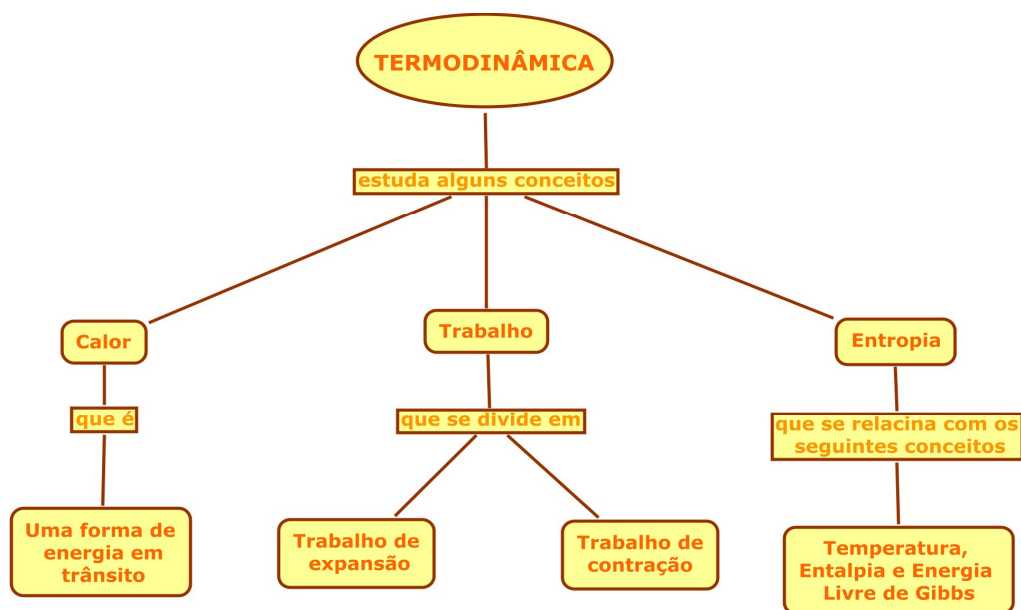 TERMODINÂMICA
estuda alguns conceitos
Calor
Trabalho
Entropia
que é
que se divide em
que se relacina com os
seguintes conceitos
Uma forma de
energia em
trânsito
Trabalho de
expansão
Trabalho de
contração
Temperatura,
Entalpia e Energia
Livre de Gibbs